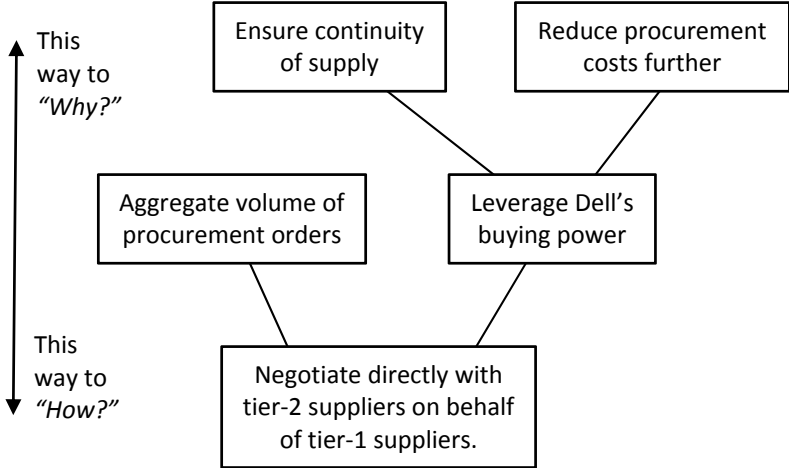 This
way to
“Why?”
Ensure continuity
of supply
Reduce procurement
costs further
Aggregate volume of
procurement orders
Leverage Dell’s
buying power
This
way to
“How?”
Negotiate directly with
tier-2 suppliers on behalf
of tier-1 suppliers.